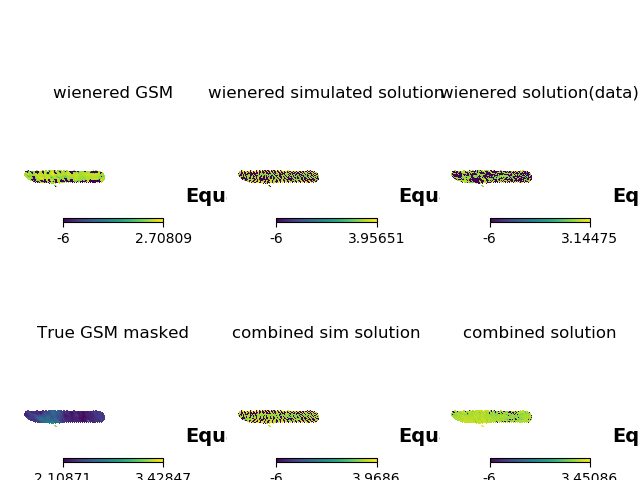 wienered GSM
wienered simulated solution
wienered solution(data)
Equ
Equ
Eq
-6 2.70809
-6 3.95651
-6 3.14475
True GSM masked
combined sim solution
combined solution
Equ
Equ
Eq
2.10871 3.42847
-6 3.9686
-6 3.45086